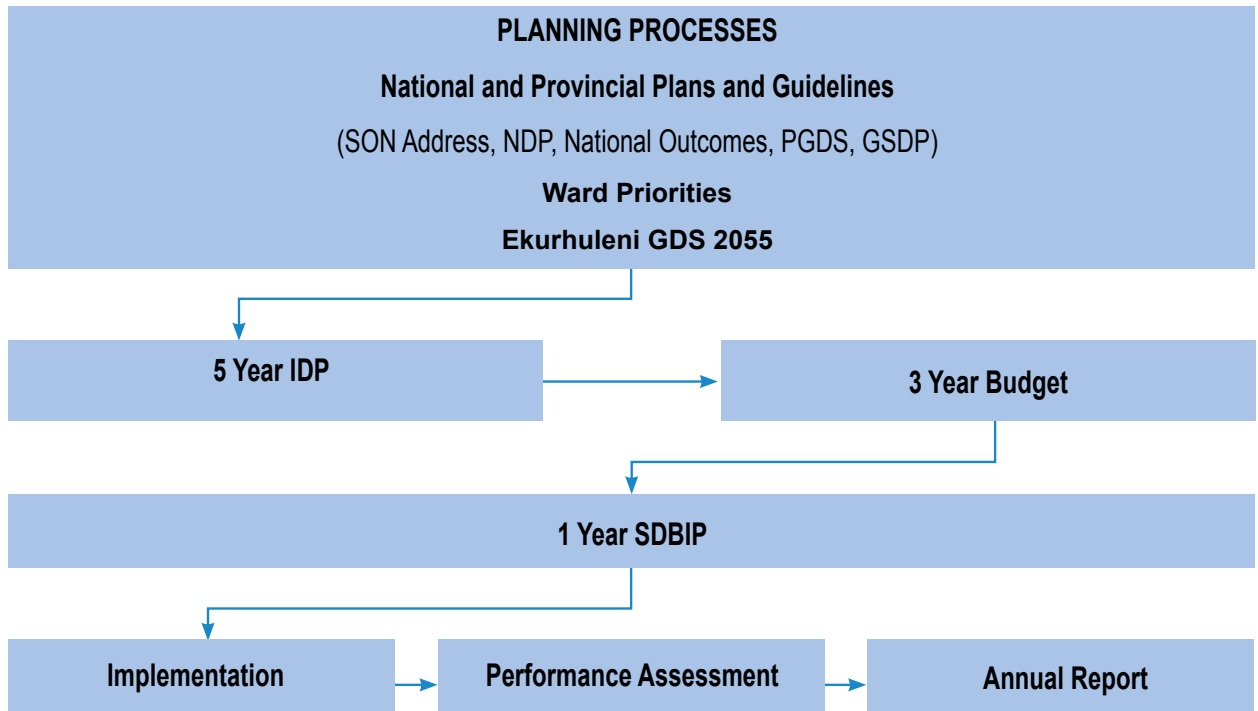 PLANNING PROCESSES
National and Provincial Plans and Guidelines
(SON Address, NDP, National Outcomes, PGDS, GSDP)
Ward Priorities
Ekurhuleni GDS 2055
5 Year IDP
3 Year Budget
1 Year SDBIP
Implementation
Performance Assessment
Annual Report